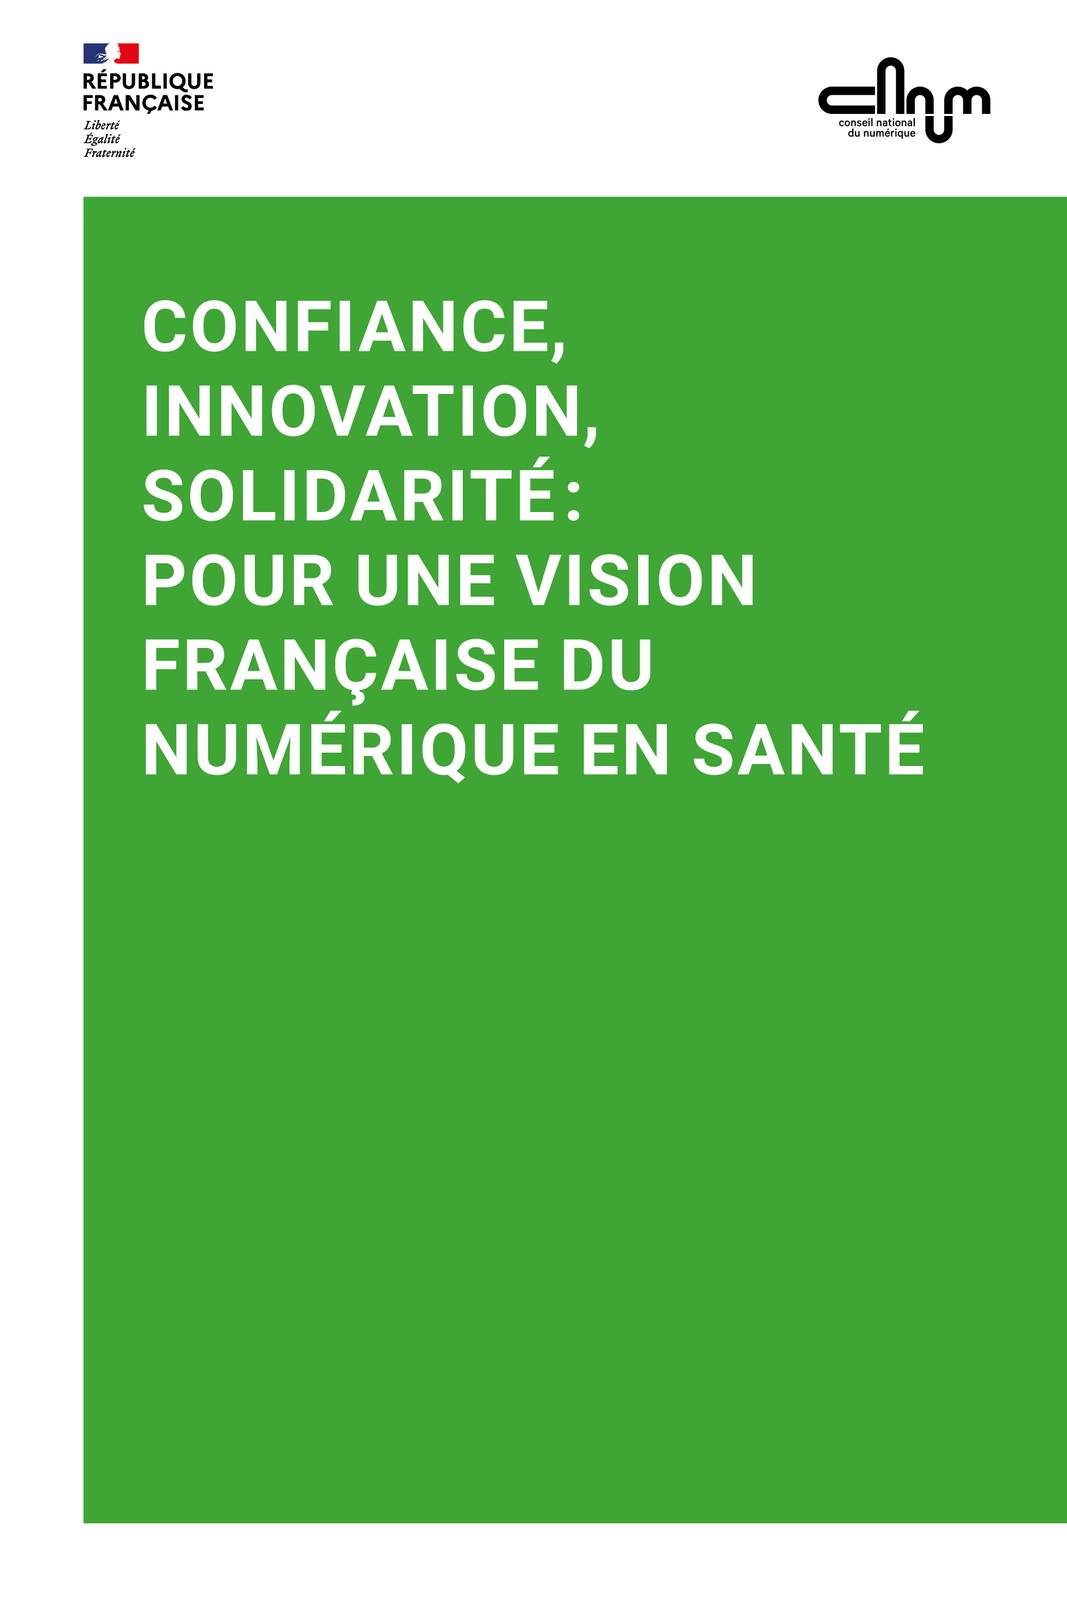 RÉPUBLIQUE
FRANÇAISE
Liberté
Égalité
Fraternité
cnnum
conseil national
du numérique
CONFIANCE,
INNOVATION,
SOLIDARITÉ :
POUR UNE VISION
FRANÇAISE DU
NUMÉRIQUE EN SANTÉ